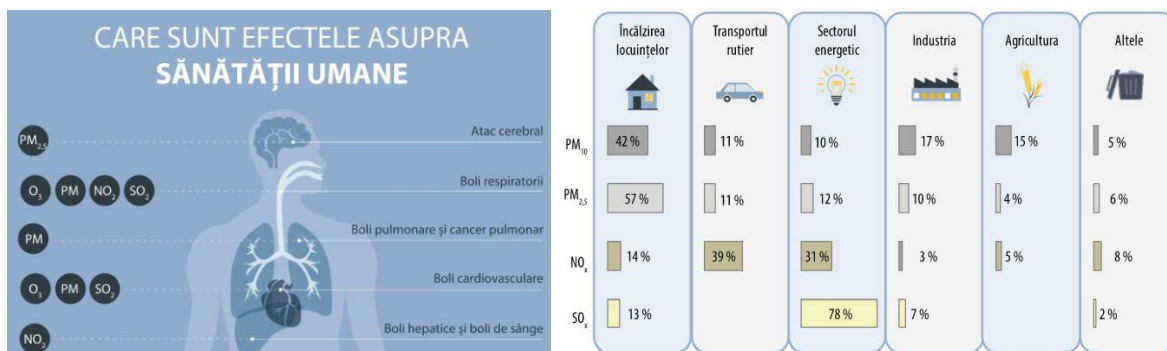 CARE SUNT EFECTELE ASUPRA
SĂNĂTĂȚII UMANE
PM2,5
Atac cerebral
O3 PM NO2 SO2
Boli respiratorii
PM
Boli pulmonare și cancer pulmonar
O3 PM SO2
Boli cardiovasculare
NO2
Boli hepatice și boli de sânge
Încălzirea locuințelor
Transportul rutier
Sectorul energetic
Industria
Agricultura
Altele
PM10 42 % 11 % 10 % 17 % 15 % 5 %
PM2,5 57 % 11 % 12 % 10 % 4 % 6 %
NOx 14 % 39 % 31 % 3 % 5 % 8 %
SOx 13 % 78 % 7 % 2 %